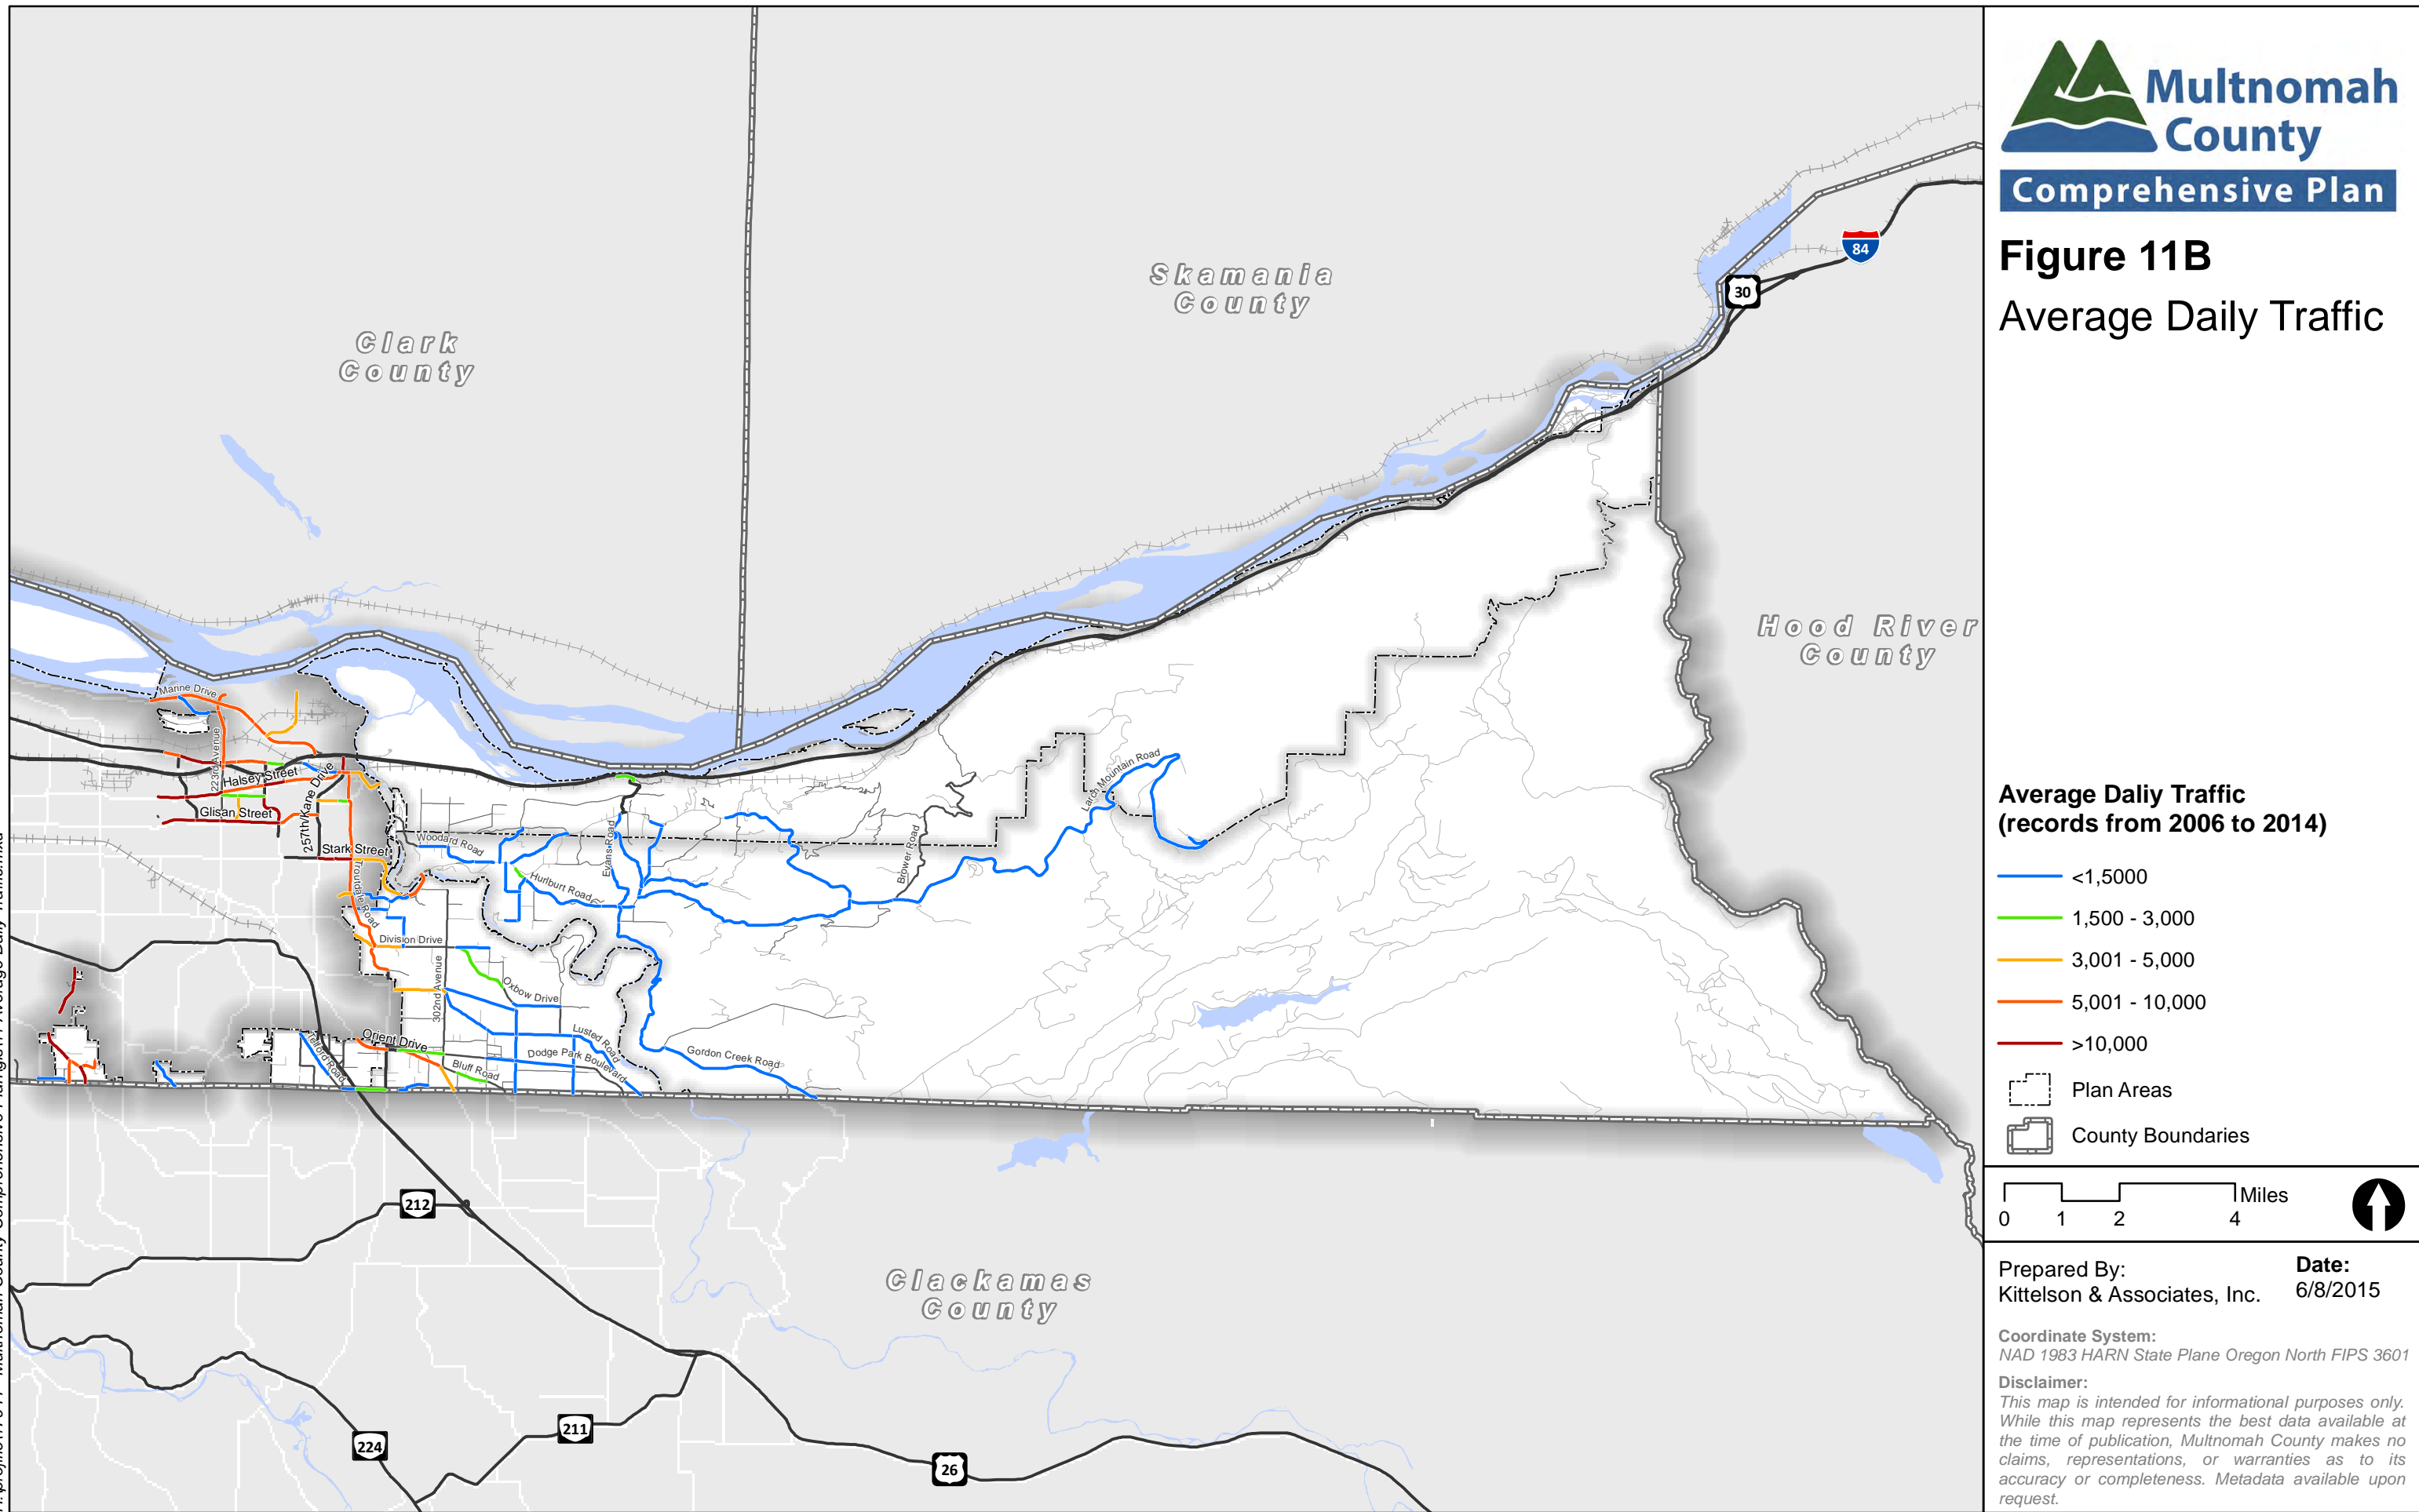 Multnomah
County
Comprehensive Plan
Figure 11B
Average Daily Traffic
84
30
Skamania
County
Clark
County
Hood River
County
Marine Drive
223rd Avenue
Halsey Street
257th/Kane Drive
Glisan Street
Stark Street
Troutdale Road
Woodard Road
Evans Road
Hurlburt Road
Brower Road
Larch Mountain Road
Division Drive
302nd Avenue
Oxbow Drive
Orient Drive
Telford Road
Lusted Road
Dodge Park Boulevard
Bluff Road
Gordon Creek Road
212
Clackamas
County
224
211
26
Average Daliy Traffic
(records from 2006 to 2014)
<1,5000
1,500 - 3,000
3,001 - 5,000
5,001 - 10,000
>10,000
Plan Areas
County Boundaries
Miles
0 1 2 4
Prepared By:
Kittelson & Associates, Inc.
Date:
6/8/2015
Coordinate System:
NAD 1983 HARN State Plane Oregon North FIPS 3601
Disclaimer:
This map is intended for informational purposes only.
While this map represents the best data available at
the time of publication, Multnomah County makes no
claims, representations, or warranties as to its
accuracy or completeness. Metadata available upon
request.